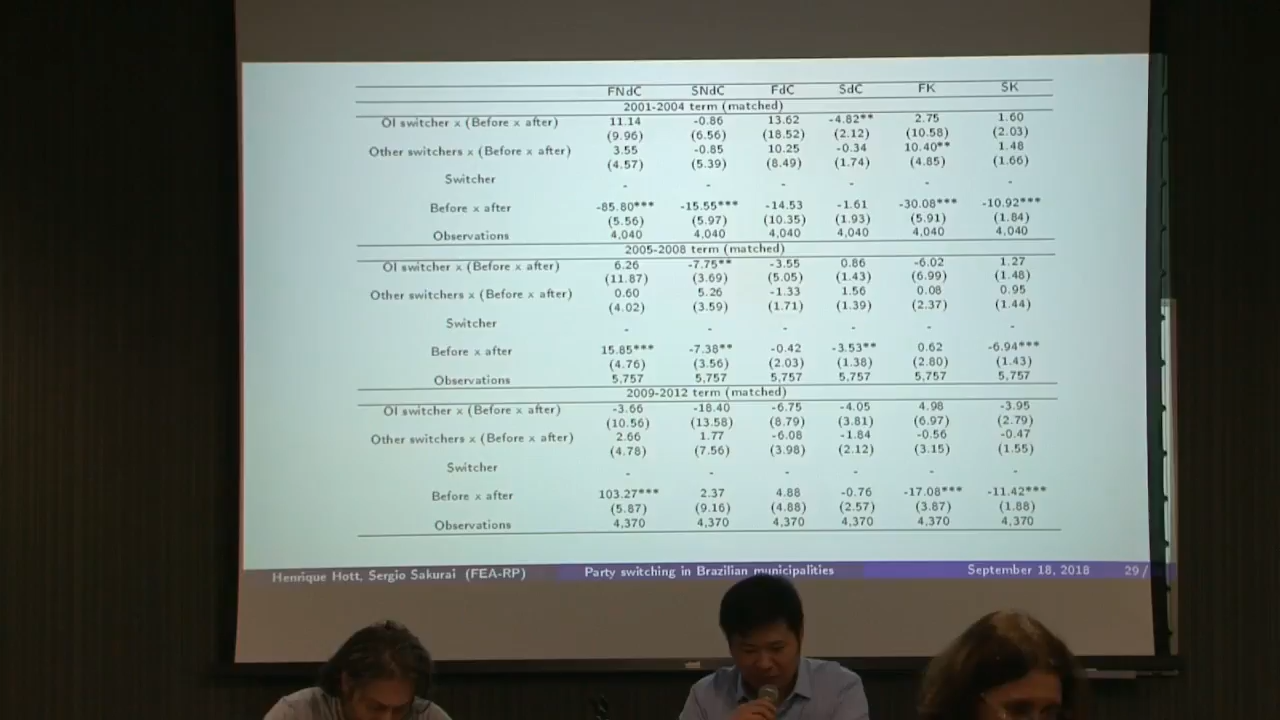 FNdC SNdC FdC SdC FK SK
2001-2004 term (matched)
OI switcher x (Before x after) 11.14 -0.86 13.62 -4.82** 2.75 1.60
(9.96) (6.56) (18.52) (2.12) (10.58) (2.03)
Other switchers x (Before x after) 3.55 -0.85 10.25 -0.34 10.40** 1.48
(4.57) (5.39) (8.49) (1.74) (4.85) (1.66)
Switcher - - - - - -
Before x after -85.80*** -15.55*** -14.53 -1.61 -30.08*** -10.92***
(5.56) (5.97) (10.35) (1.93) (5.91) (1.84)
Observations 4,040 4,040 4,040 4,040 4,040 4,040
2005-2008 term (matched)
OI switcher x (Before x after) 6.26 -7.75** -3.55 0.86 -6.02 1.27
(11.87) (3.69) (5.05) (1.43) (6.99) (1.48)
Other switchers x (Before x after) 0.60 5.26 -1.33 1.56 0.08 0.95
(4.02) (3.59) (1.71) (1.39) (2.37) (1.44)
Switcher - - - - - -
Before x after 15.85*** -7.38** -0.42 -3.53** 0.62 -6.94***
(4.76) (3.56) (2.03) (1.38) (2.80) (1.43)
Observations 5,757 5,757 5,757 5,757 5,757 5,757
2009-2012 term (matched)
OI switcher x (Before x after) -3.66 -18.40 -6.75 -4.05 4.98 -3.95
(10.56) (13.58) (8.79) (3.81) (6.97) (2.79)
Other switchers x (Before x after) 2.66 1.77 -6.08 -1.84 -0.56 -0.47
(4.78) (7.56) (3.98) (2.12) (3.15) (1.55)
Switcher - - - - - -
Before x after 103.27*** 2.37 4.88 -0.76 -17.08*** -11.42***
(5.87) (9.16) (4.88) (2.57) (3.87) (1.88)
Observations 4,370 4,370 4,370 4,370 4,370 4,370
Henrique Hott, Sergio Sakurai (FEA-RP) Party switching in Brazilian municipalities September 18, 2018 29 /